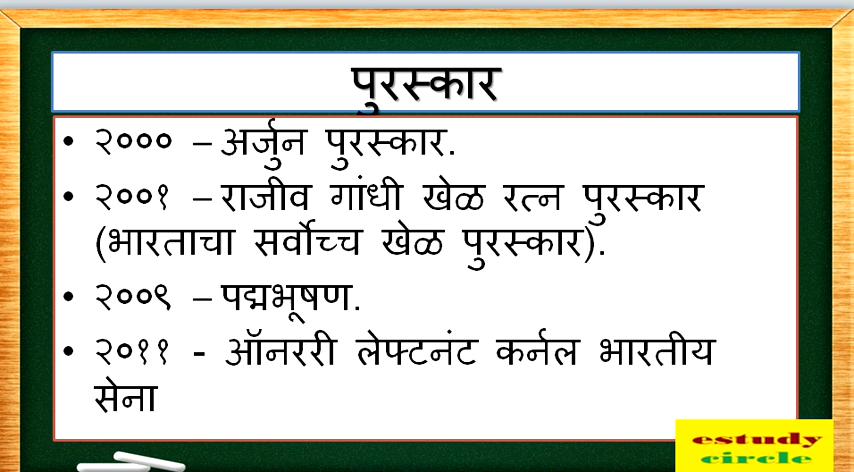 पुरस्कार
• २००० – अर्जुन पुरस्कार.
• २००१ – राजीव गांधी खेळ रत्न पुरस्कार
(भारताचा सर्वोच्च खेळ पुरस्कार).
• २००९ – पद्मभूषण.
• २०११ - ऑनररी लेफ्टनंट कर्नल भारतीय
सेना
estudy
circle